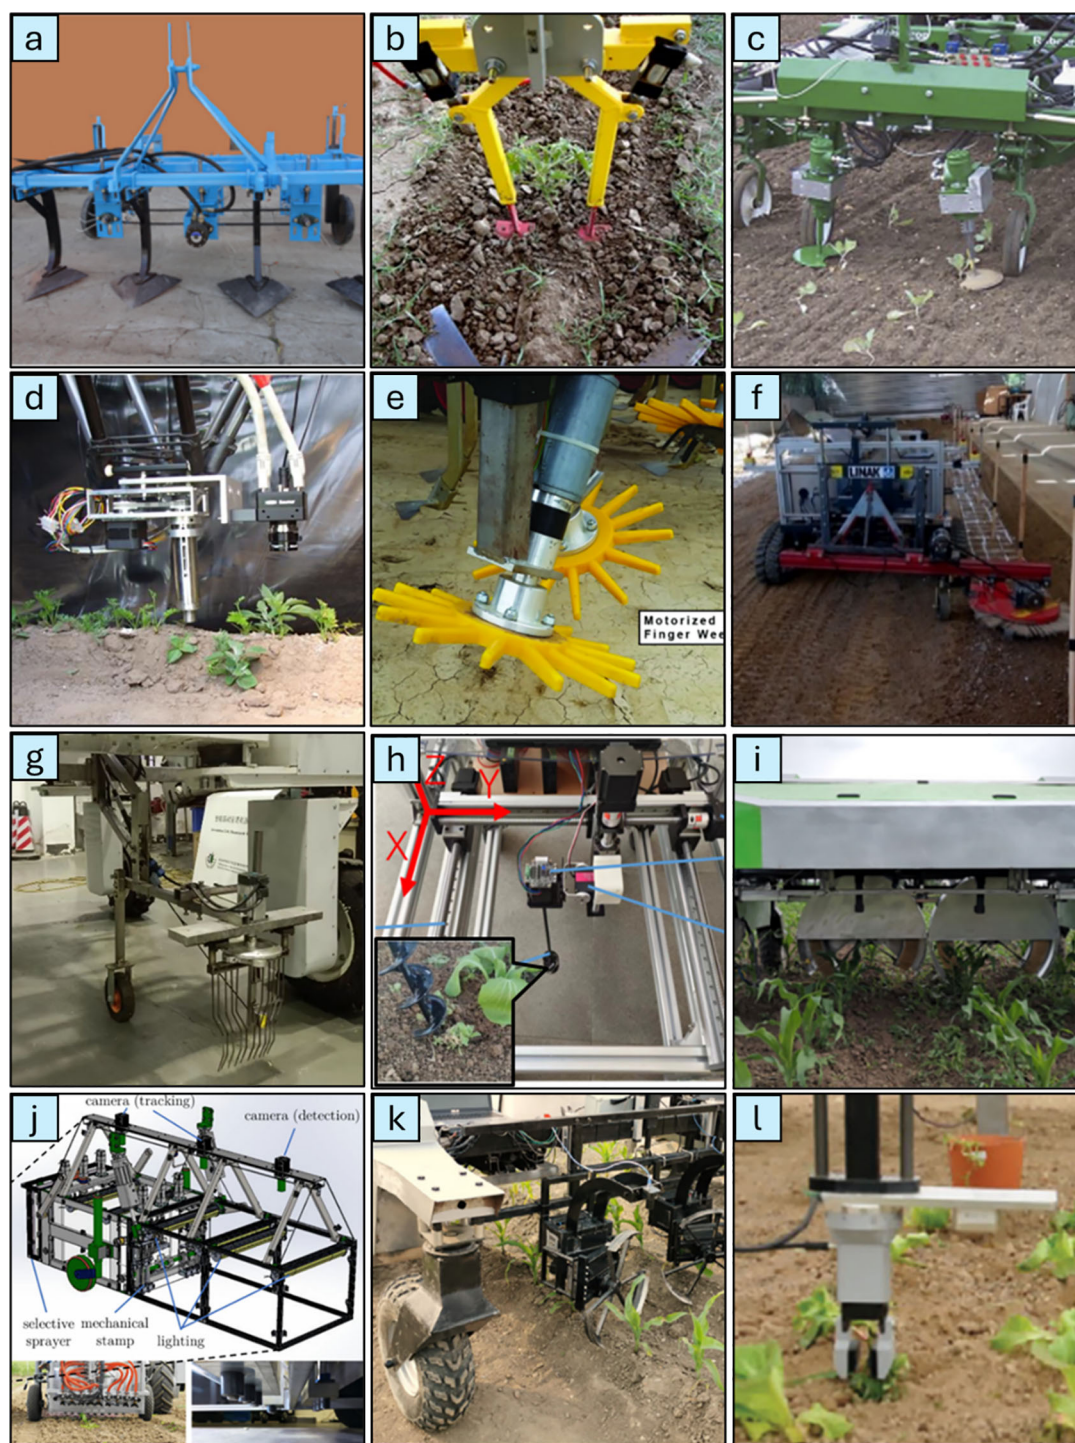 a
b
c
d
e
Motorized
Finger Wee
f
LINAK
g
h
Z
Y
X
i
j
camera (tracking)
camera (detection)
selective
sprayer
mechanical
stamp
lighting
k
l